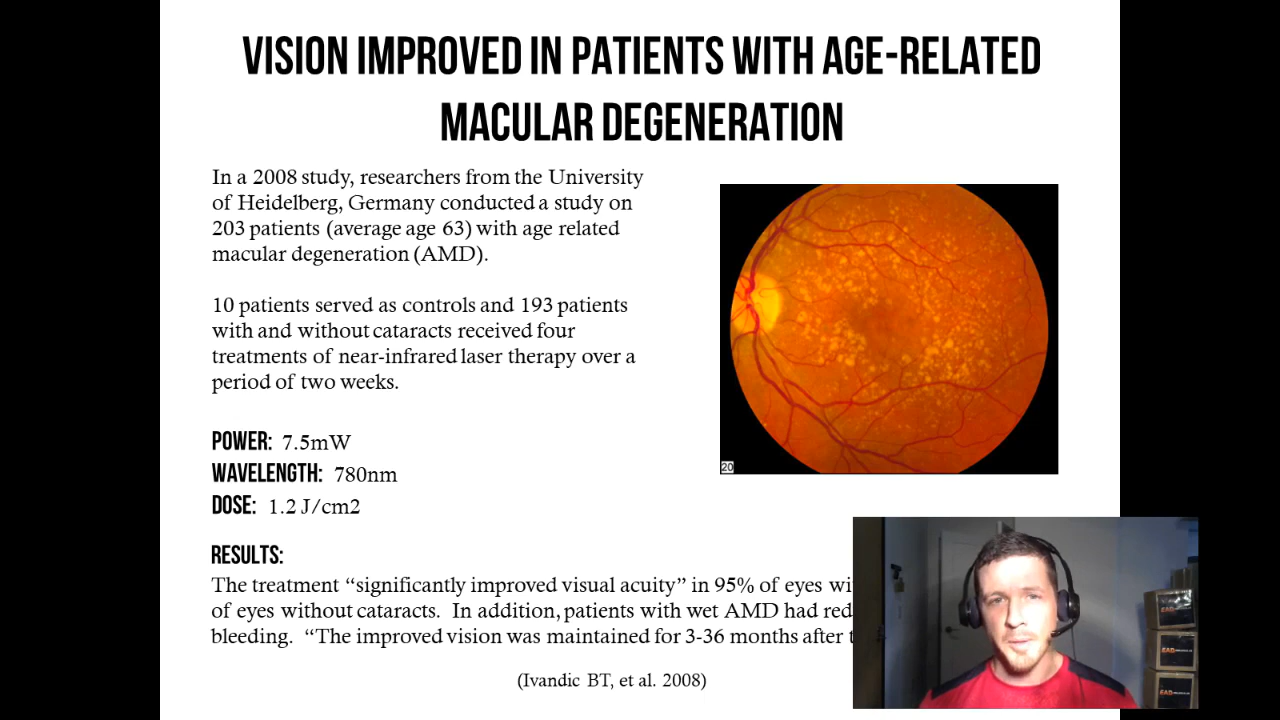 VISION IMPROVED IN PATIENTS WITH AGE-RELATED
MACULAR DEGENERATION
In a 2008 study, researchers from the University
of Heidelberg, Germany conducted a study on
203 patients (average age 63) with age related
macular degeneration (AMD).
10 patients served as controls and 193 patients
with and without cataracts received four
treatments of near-infrared laser therapy over a
period of two weeks.
POWER: 7.5mW
WAVELENGTH: 780nm
DOSE: 1.2 J/cm2
20
RESULTS:
The treatment “significantly improved visual acuity” in 95% of eyes
of eyes without cataracts. In addition, patients with wet AMD had
bleeding. “The improved vision was maintained for 3-36 months after
(Ivandic BT, et al. 2008)
EAD
EAD
EAD